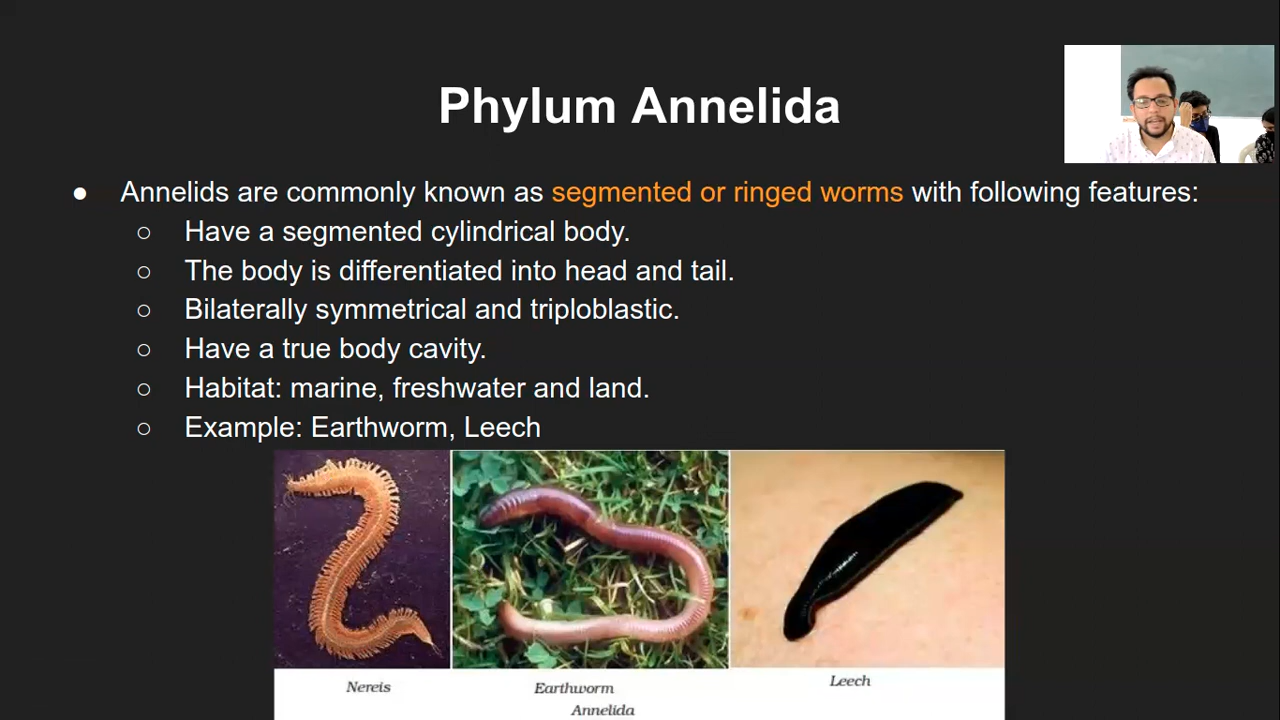 Phylum Annelida
● Annelids are commonly known as segmented or ringed worms with following features:
○ Have a segmented cylindrical body.
○ The body is differentiated into head and tail.
○ Bilaterally symmetrical and triploblastic.
○ Have a true body cavity.
○ Habitat: marine, freshwater and land.
○ Example: Earthworm, Leech
Nereis
Earthworm
Leech
Annelida